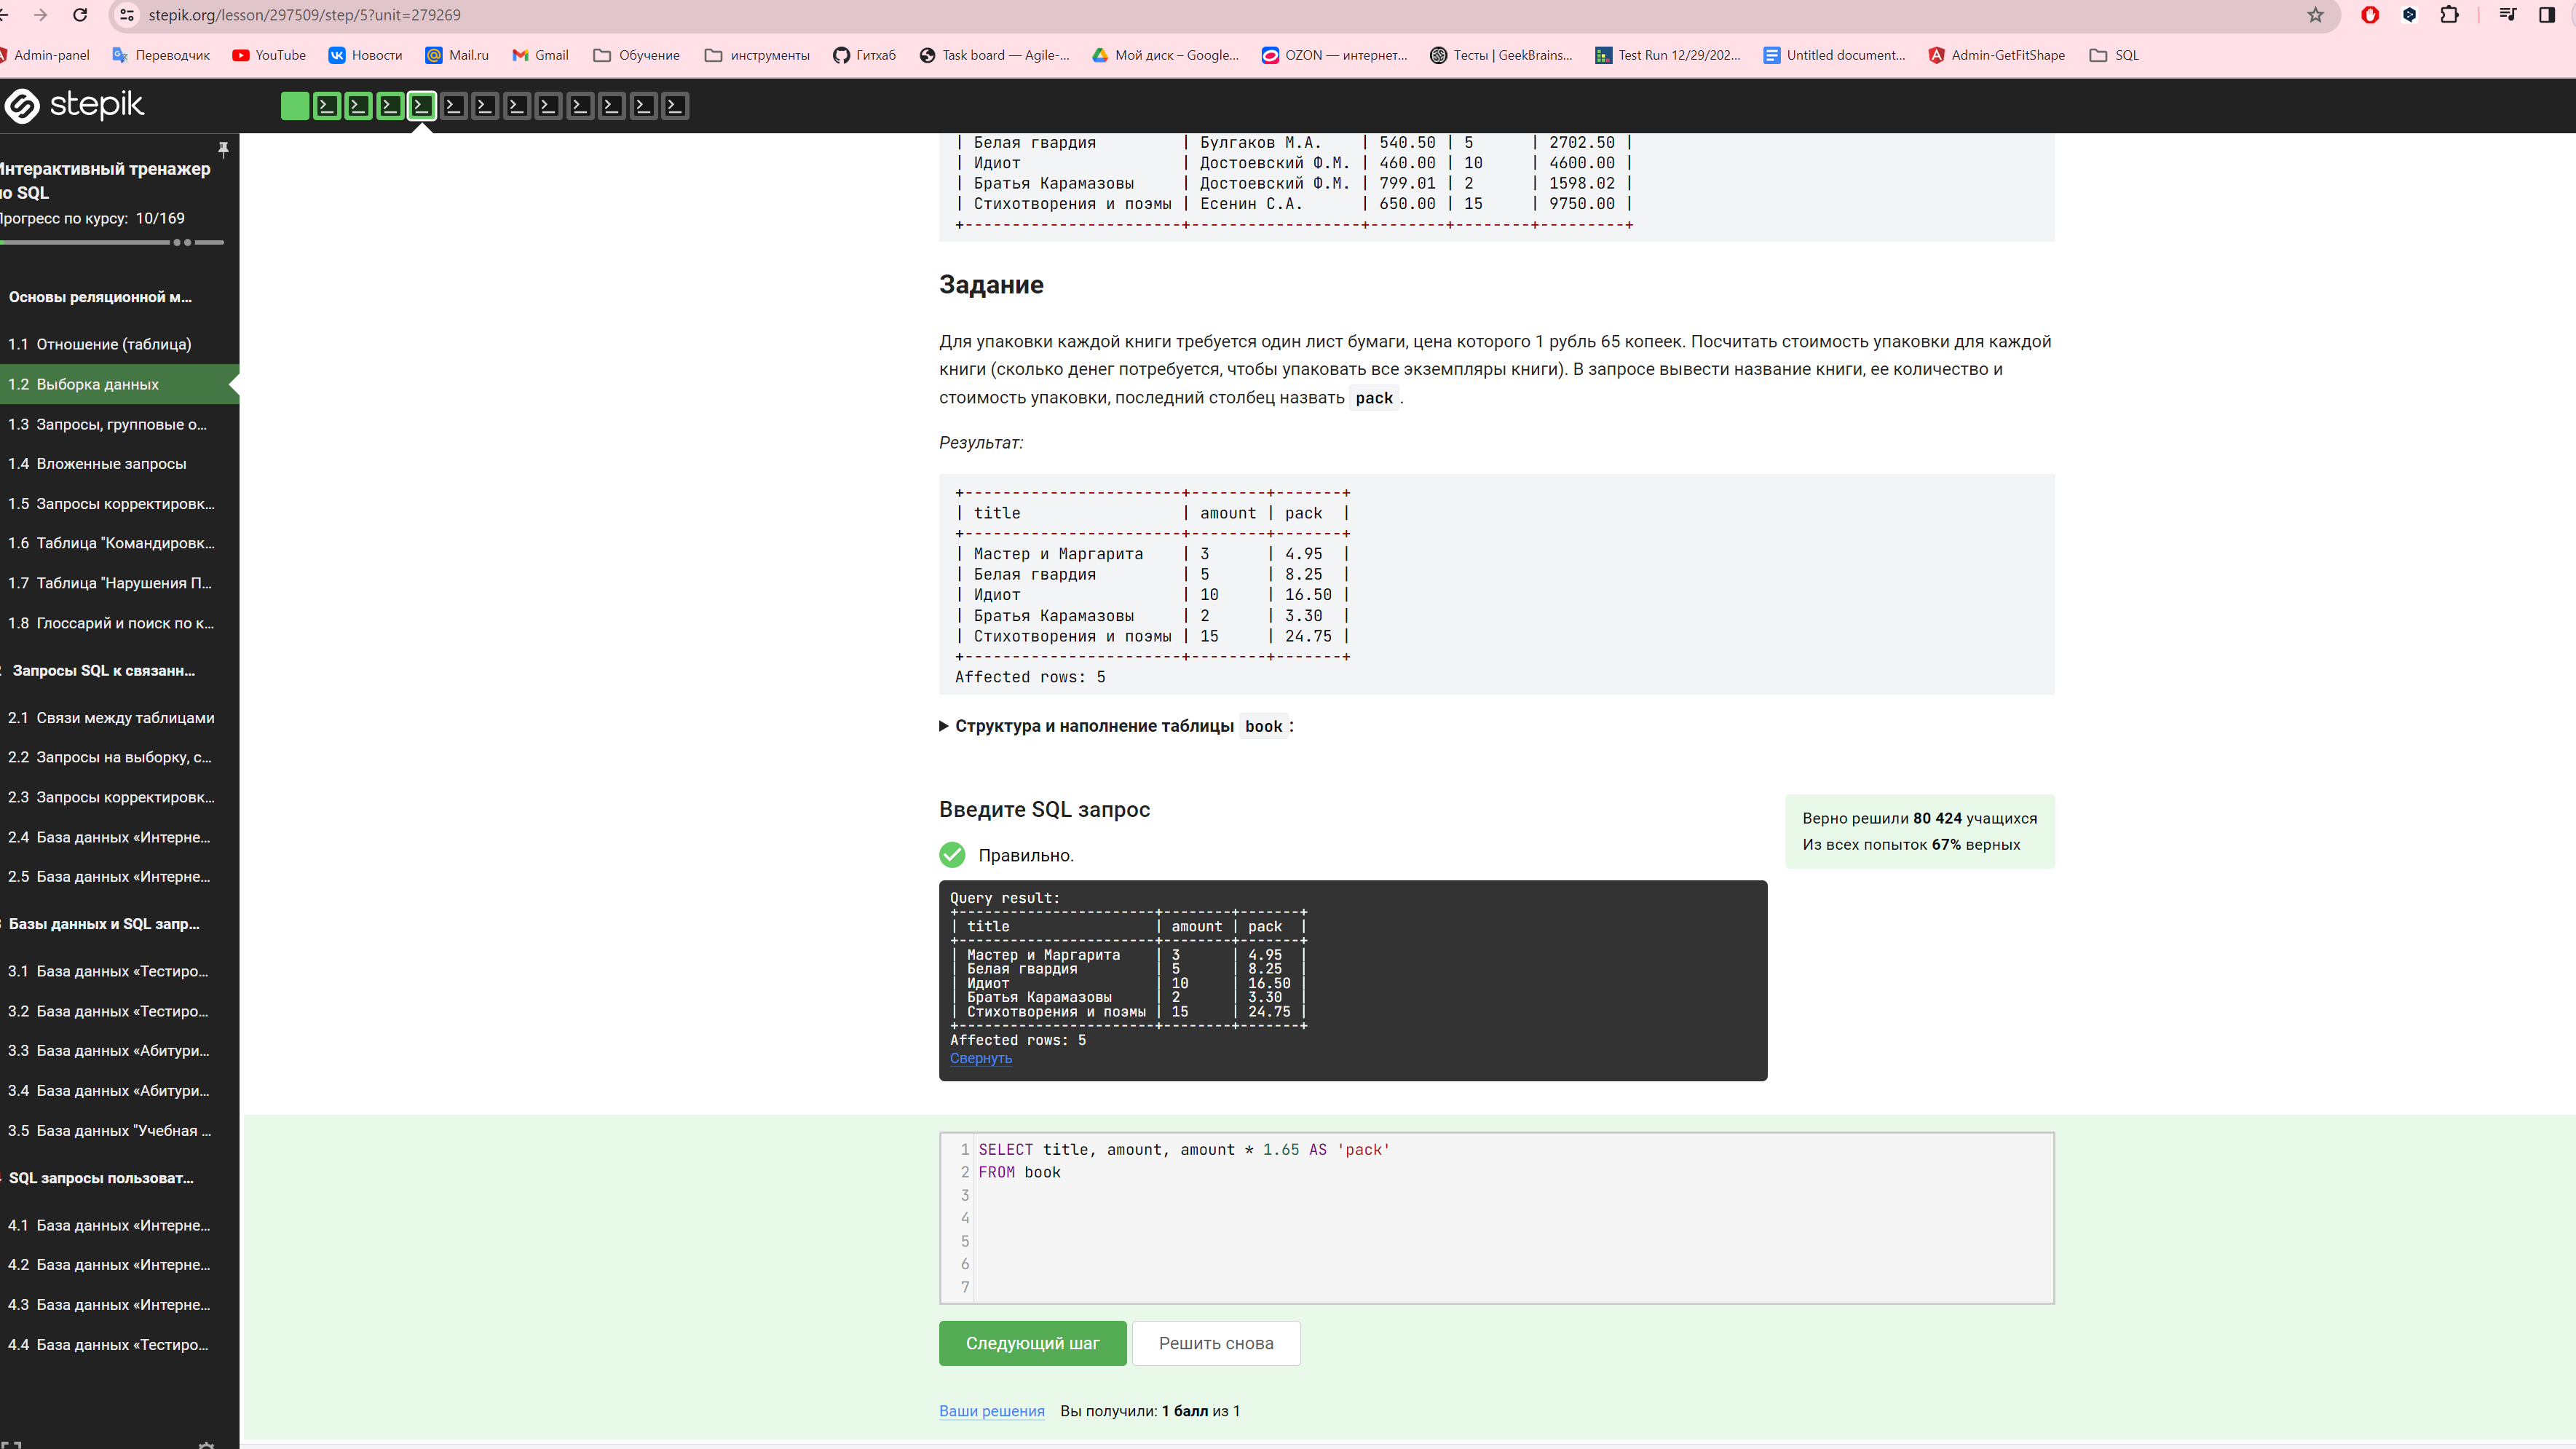 stepik.org/lesson/297509/step/5?unit=279269
Admin-panel Переводчик YouTube Новости Mail.ru Gmail Обучение инструменты Гитхаб Task board — Agile-... Мой диск – Google... OZON — интернет... Тесты | GeekBrains... Test Run 12/29/202... Untitled document... Admin-GetFitShape SQL
stepik
Интерактивный тренажер
по SQL
Прогресс по курсу: 10/169
Основы реляционной м...
1.1 Отношение (таблица)
1.2 Выборка данных
1.3 Запросы, групповые о...
1.4 Вложенные запросы
1.5 Запросы корректировк...
1.6 Таблица "Командировк...
1.7 Таблица "Нарушения П...
1.8 Глоссарий и поиск по к...
Запросы SQL к связанн...
2.1 Связи между таблицами
2.2 Запросы на выборку, с...
2.3 Запросы корректировк...
2.4 База данных «Интерне...
2.5 База данных «Интерне...
Базы данных и SQL запр...
3.1 База данных «Тестиро...
3.2 База данных «Тестиро...
3.3 База данных «Абитури...
3.4 База данных «Абитури...
3.5 База данных "Учебная ...
SQL запросы пользоват...
4.1 База данных «Интерне...
4.2 База данных «Интерне...
4.3 База данных «Интерне...
4.4 База данных «Тестиро...
| Белая гвардия | Булгаков М.А. | 540.50 | 5 | 2702.50 |
| Идиот | Достоевский Ф.М. | 460.00 | 10 | 4600.00 |
| Братья Карамазовы | Достоевский Ф.М. | 799.01 | 2 | 1598.02 |
| Стихотворения и поэмы | Есенин С.А. | 650.00 | 15 | 9750.00 |
+-----------------------+------------------+--------+--------+---------+
Задание
Для упаковки каждой книги требуется один лист бумаги, цена которого 1 рубль 65 копеек. Посчитать стоимость упаковки для каждой
книги (сколько денег потребуется, чтобы упаковать все экземпляры книги). В запросе вывести название книги, ее количество и
стоимость упаковки, последний столбец назвать pack.
Результат:
+-----------------------+--------+-------+
| title | amount | pack |
+-----------------------+--------+-------+
| Мастер и Маргарита | 3 | 4.95 |
| Белая гвардия | 5 | 8.25 |
| Идиот | 10 | 16.50 |
| Братья Карамазовы | 2 | 3.30 |
| Стихотворения и поэмы | 15 | 24.75 |
+-----------------------+--------+-------+
Affected rows: 5
Структура и наполнение таблицы book:
Введите SQL запрос
Верно решили 80 424 учащихся
Из всех попыток 67% верных
Правильно.
Query result:
+-----------------------+--------+-------+
| title | amount | pack |
+-----------------------+--------+-------+
| Мастер и Маргарита | 3 | 4.95 |
| Белая гвардия | 5 | 8.25 |
| Идиот | 10 | 16.50 |
| Братья Карамазовы | 2 | 3.30 |
| Стихотворения и поэмы | 15 | 24.75 |
+-----------------------+--------+-------+
Affected rows: 5
Свернуть
1 SELECT title, amount, amount * 1.65 AS 'pack'
2 FROM book
3
4
5
6
7
Следующий шаг Решить снова
Ваши решения Вы получили: 1 балл из 1